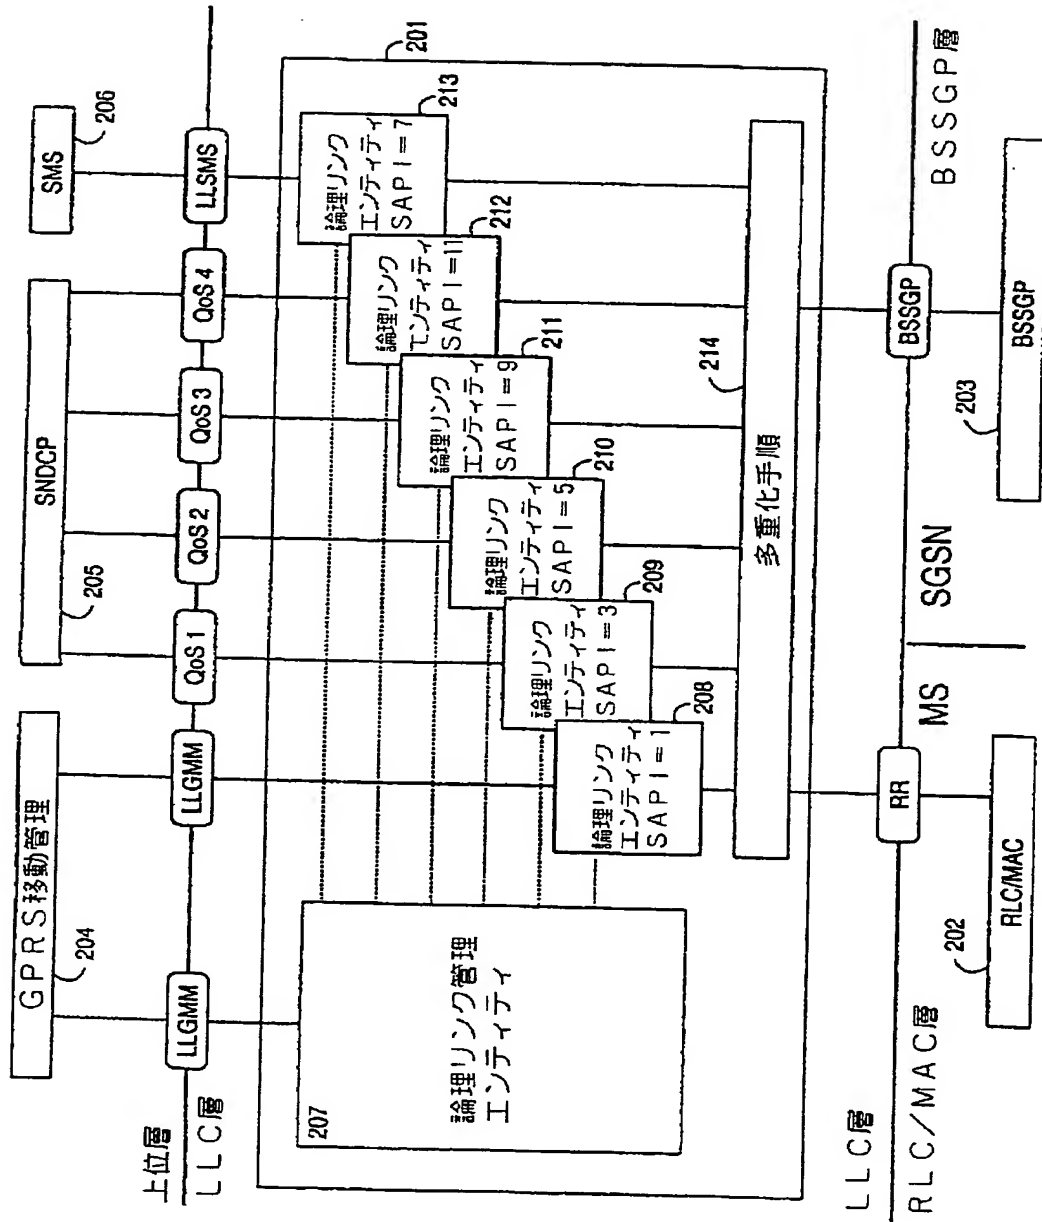 GPRS移動管理
204
SNDCP
205
SMS
206
上位層
LLC層
LLGMM
LLGMM
QoS 1
QoS 2
QoS 3
QoS 4
LLSMS
201
207
論理リンク管理
エンティティ
論理リンク
エンティティ
SAPI=1
208
論理リンク
エンティティ
SAPI=3
209
論理リンク
エンティティ
SAPI=5
210
論理リンク
エンティティ
SAPI=9
211
論理リンク
エンティティ
SAPI=11
212
論理リンク
エンティティ
SAPI=7
213
多重化手順
214
LLC層
RLC/MAC層
RR
MS
SGSN
BSSGP
BSSGP層
RLC/MAC
202
BSSGP
203